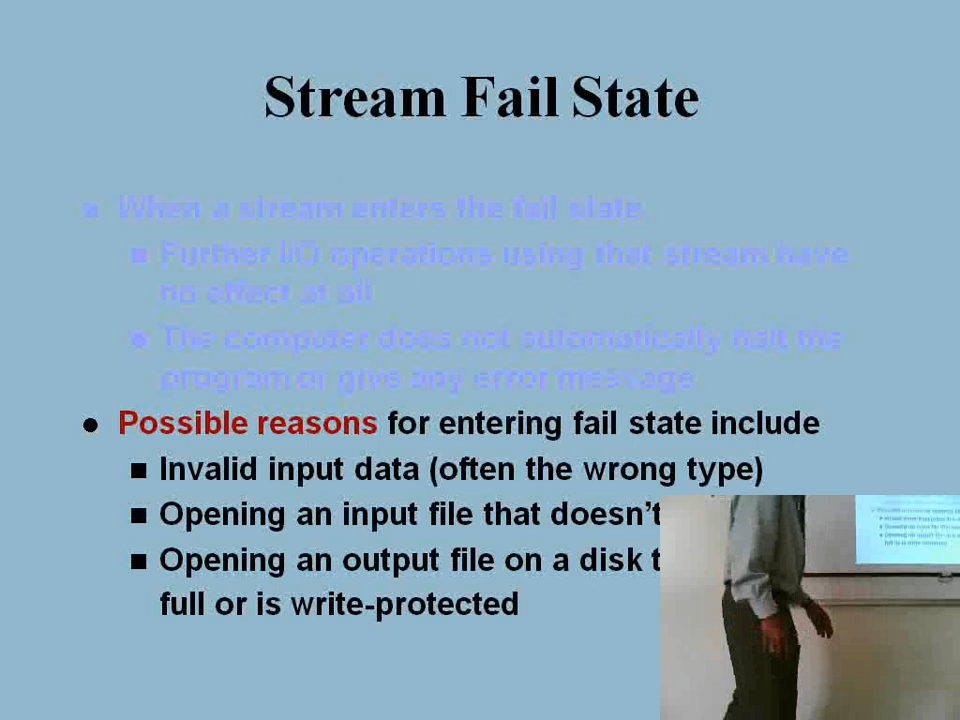 Stream Fail State
When a stream enters the fail state,
Further I/O operations using that stream have
no effect at all
The computer does not automatically halt the
program or give any error message
Possible reasons for entering fail state include
Invalid input data (often the wrong type)
Opening an input file that doesn’t
Opening an output file on a disk t
full or is write-protected